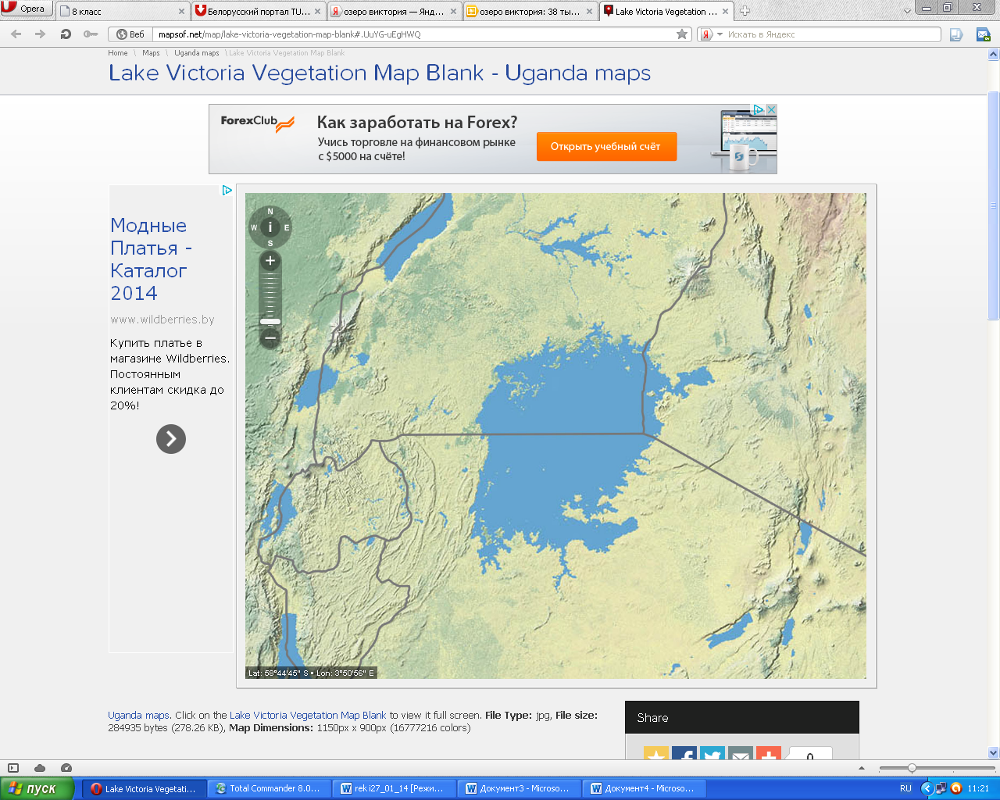 Opera
8 класс
Белорусский портал TU...
озеро виктория — Янд...
озеро виктория: 38 ты...
Lake Victoria Vegetation ...
Веб
mapsof.net/map/lake-victoria-vegetation-map-blank#.UuYG-uEgHWQ
Я
Искать в Яндекс
Home \ Maps \ Uganda maps \ Lake Victoria Vegetation Map Blank
Lake Victoria Vegetation Map Blank - Uganda maps
ForexClub
Как заработать на Forex?
Учись торговле на финансовом рынке
с $5000 на счёте!
Открыть учебный счёт
Модные
Платья -
Каталог
2014
www.wildberries.by
Купить платье в
магазине Wildberries.
Постоянным
клиентам скидка до
20%!
N
W i E
S
+
−
Lat: 58°44'45" S • Lon: 3°50'56" E
Uganda maps. Click on the Lake Victoria Vegetation Map Blank to view it full screen. File Type: jpg, File size:
284935 bytes (278.26 KB), Map Dimensions: 1150px x 900px (16777216 colors)
Share
0
пуск
Lake Victoria Vegetati...
Total Commander 8.0...
rek i27_01_14 [Режи...
Документ3 - Microso...
Документ4 - Microso...
RU
11:21